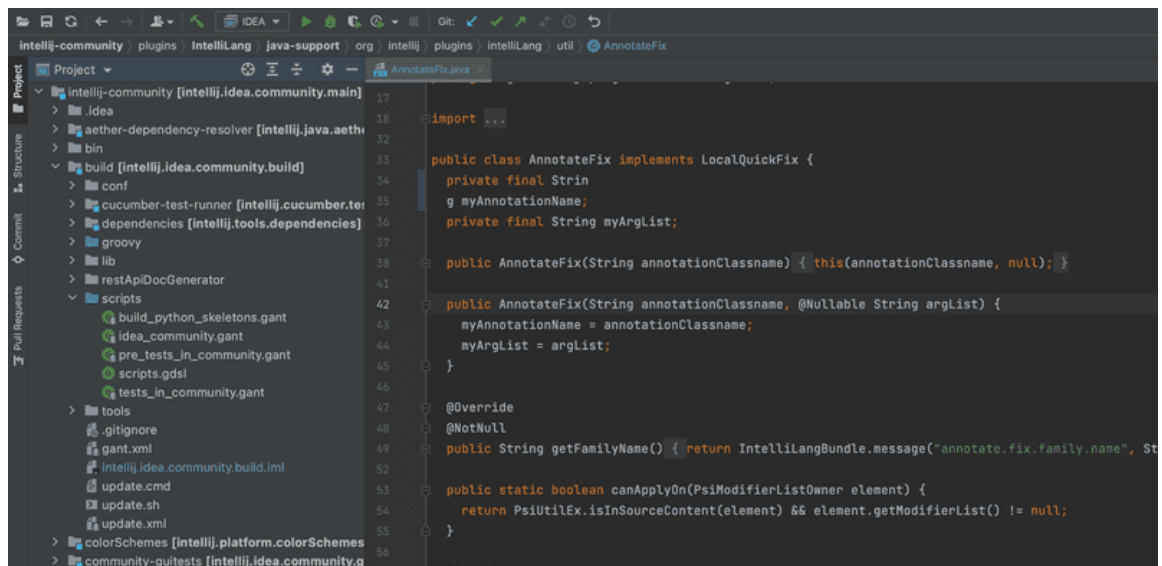 IDEA Git:
intellij-community plugins IntelliLang java-support org intellij plugins intelliLang util AnnotateFix
Project
AnnotateFix.java
Project
Structure
Commit
Pull Requests
intellij-community [intellij.idea.community.main]
.idea
aether-dependency-resolver [intellij.java.aethe
bin
build [intellij.idea.community.build]
conf
cucumber-test-runner [intellij.cucumber.tes
dependencies [intellij.tools.dependencies]
groovy
lib
restApiDocGenerator
scripts
build_python_skeletons.gant
idea_community.gant
pre_tests_in_community.gant
scripts.gdsl
tests_in_community.gant
tools
.gitignore
gant.xml
intellij.idea.community.build.iml
update.cmd
update.sh
update.xml
colorSchemes [intellij.platform.colorSchemes
community-guitests [intellij.idea.community.g
17
18 import ...
32
33 public class AnnotateFix implements LocalQuickFix {
34 private final Strin
35 g myAnnotationName;
36 private final String myArgList;
37
38 public AnnotateFix(String annotationClassname) { this(annotationClassname, null); }
41
42 public AnnotateFix(String annotationClassname, @Nullable String argList) {
43 myAnnotationName = annotationClassname;
44 myArgList = argList;
45 }
46
47 @Override
48 @NotNull
49 public String getFamilyName() { return IntelliLangBundle.message("annotate.fix.family.name", St
52
53 public static boolean canApplyOn(PsiModifierListOwner element) {
54 return PsiUtilEx.isInSourceContent(element) && element.getModifierList() != null;
55 }
56